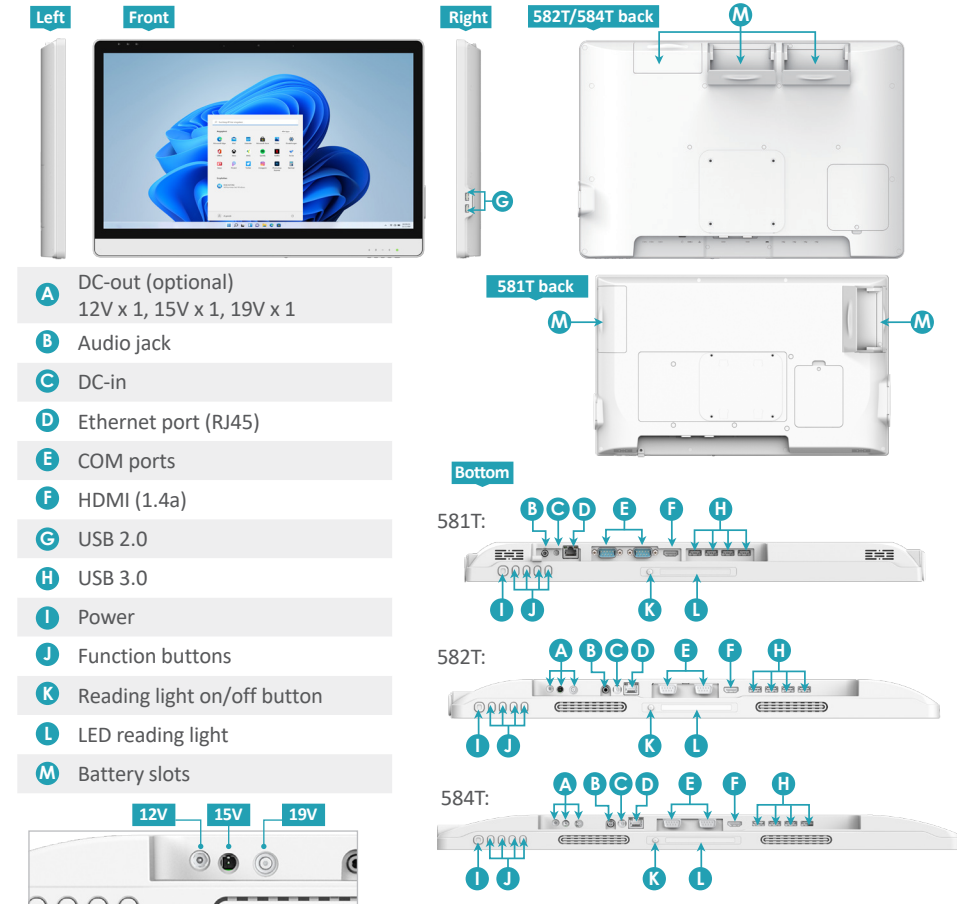 Left
Front
Right
582T/584T back
M
G
A DC-out (optional)
12V x 1, 15V x 1, 19V x 1
B Audio jack
C DC-in
D Ethernet port (RJ45)
E COM ports
F HDMI (1.4a)
G USB 2.0
H USB 3.0
I Power
J Function buttons
K Reading light on/off button
L LED reading light
M Battery slots
12V 15V 19V
581T back
M M
Bottom
581T:
B C D E F H
I J K L
582T:
A B C D E F H
I J K L
584T:
A B C D E F H
I J K L